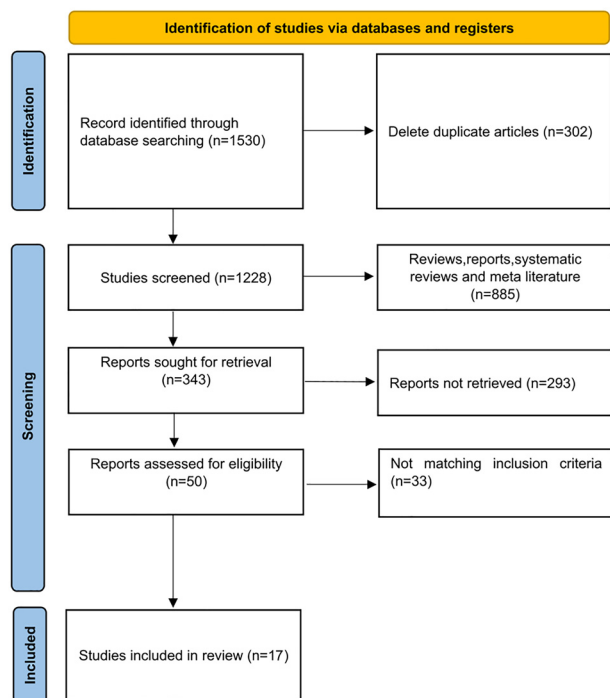 Identification of studies via databases and registers
Identification
Record identified through
database searching (n=1530)
Delete duplicate articles (n=302)
Screening
Studies screened (n=1228)
Reviews,reports,systematic
reviews and meta literature
(n=885)
Reports sought for retrieval
(n=343)
Reports not retrieved (n=293)
Reports assessed for eligibility
(n=50)
Not matching inclusion criteria
(n=33)
Included
Studies included in review (n=17)